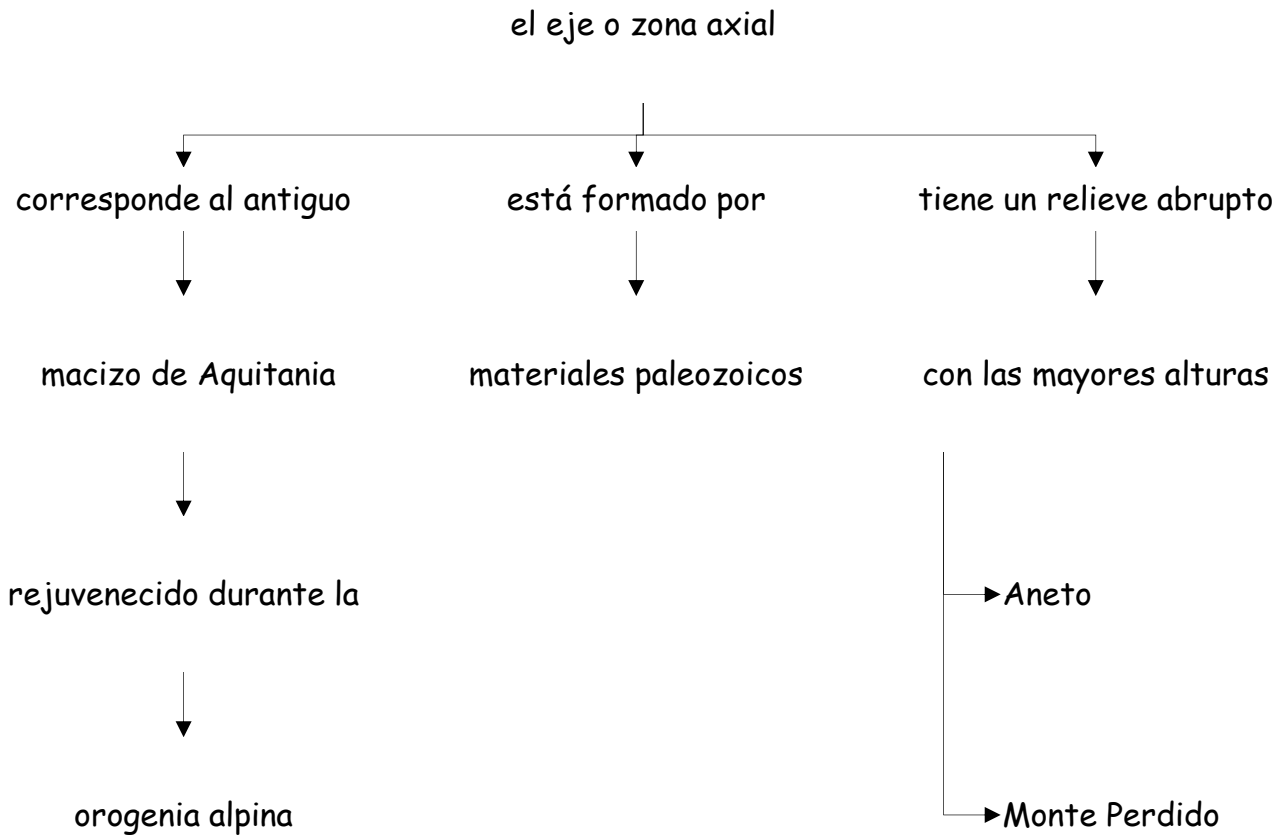 el eje o zona axial
corresponde al antiguo
está formado por
tiene un relieve abrupto
macizo de Aquitania
materiales paleozoicos
con las mayores alturas
rejuvenecido durante la
Aneto
orogenia alpina
Monte Perdido